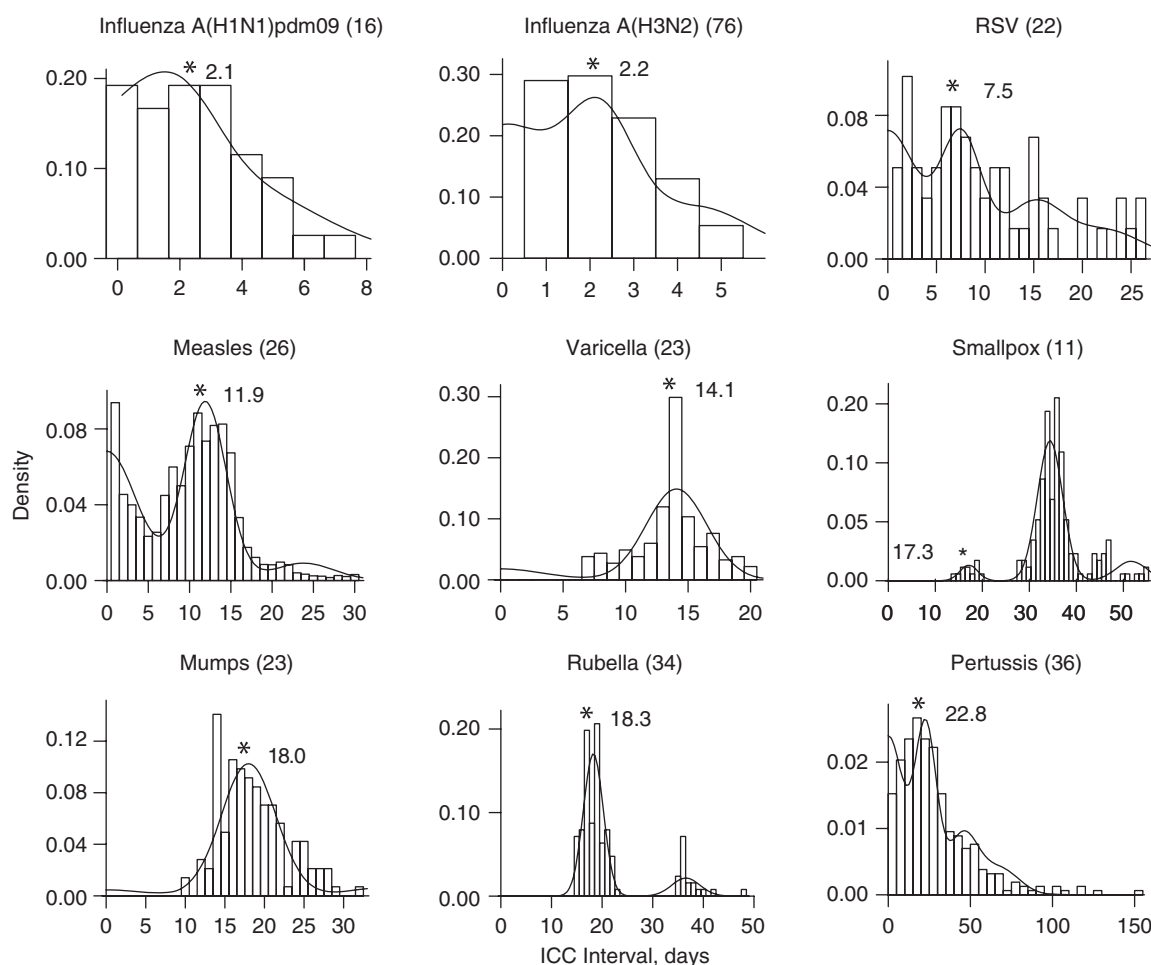 Influenza A(H1N1)pdm09 (16)
0.20
0.10
0.00
* 2.1
0 2 4 6 8
Influenza A(H3N2) (76)
0.30
0.20
0.10
0.00
* 2.2
0 1 2 3 4 5
RSV (22)
0.08
0.04
0.00
* 7.5
0 5 10 15 20 25
Measles (26)
0.08
0.04
0.00
* 11.9
0 5 10 15 20 25 30
Varicella (23)
0.30
0.20
0.10
0.00
* 14.1
0 5 10 15 20
Smallpox (11)
0.20
0.10
0.05
0.00
17.3 *
0 10 20 30 40 50
Density
Mumps (23)
0.12
0.08
0.04
0.00
* 18.0
0 5 10 15 20 25 30
Rubella (34)
0.20
0.10
0.00
* 18.3
0 10 20 30 40 50
Pertussis (36)
0.02
0.01
0.00
* 22.8
0 50 100 150
ICC Interval, days